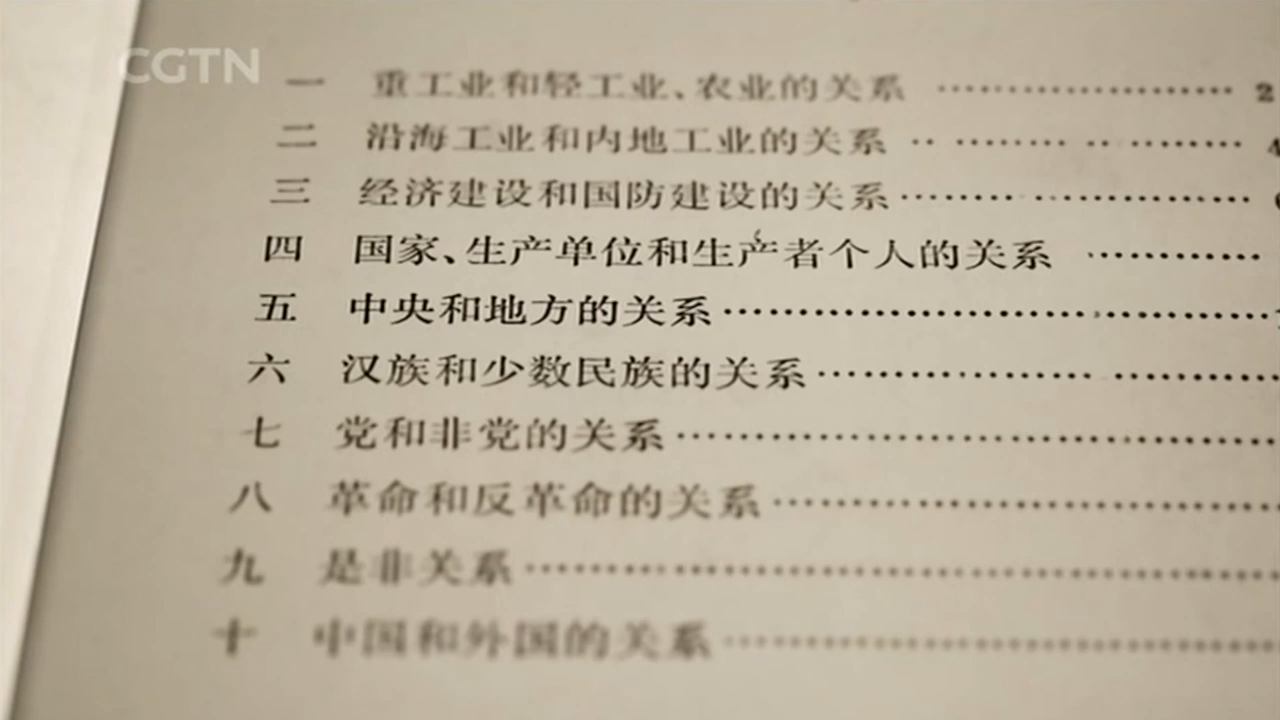 CGTN
一 重工业和轻工业、农业的关系 …………………… 2
二 沿海工业和内地工业的关系 ‥ ……… ‥ ………… 4
三 经济建设和国防建设的关系……… ………………
四 国家、生产单位和生产者个人的关系 …………
五 中央和地方的关系……………………………………
六 汉族和少数民族的关系………………… …………
七 党和非党的关系………………………………………
八 革命和反革命的关系…………………………………
九 是非关系………………………………………………
十 中国和外国的关系……………………………………